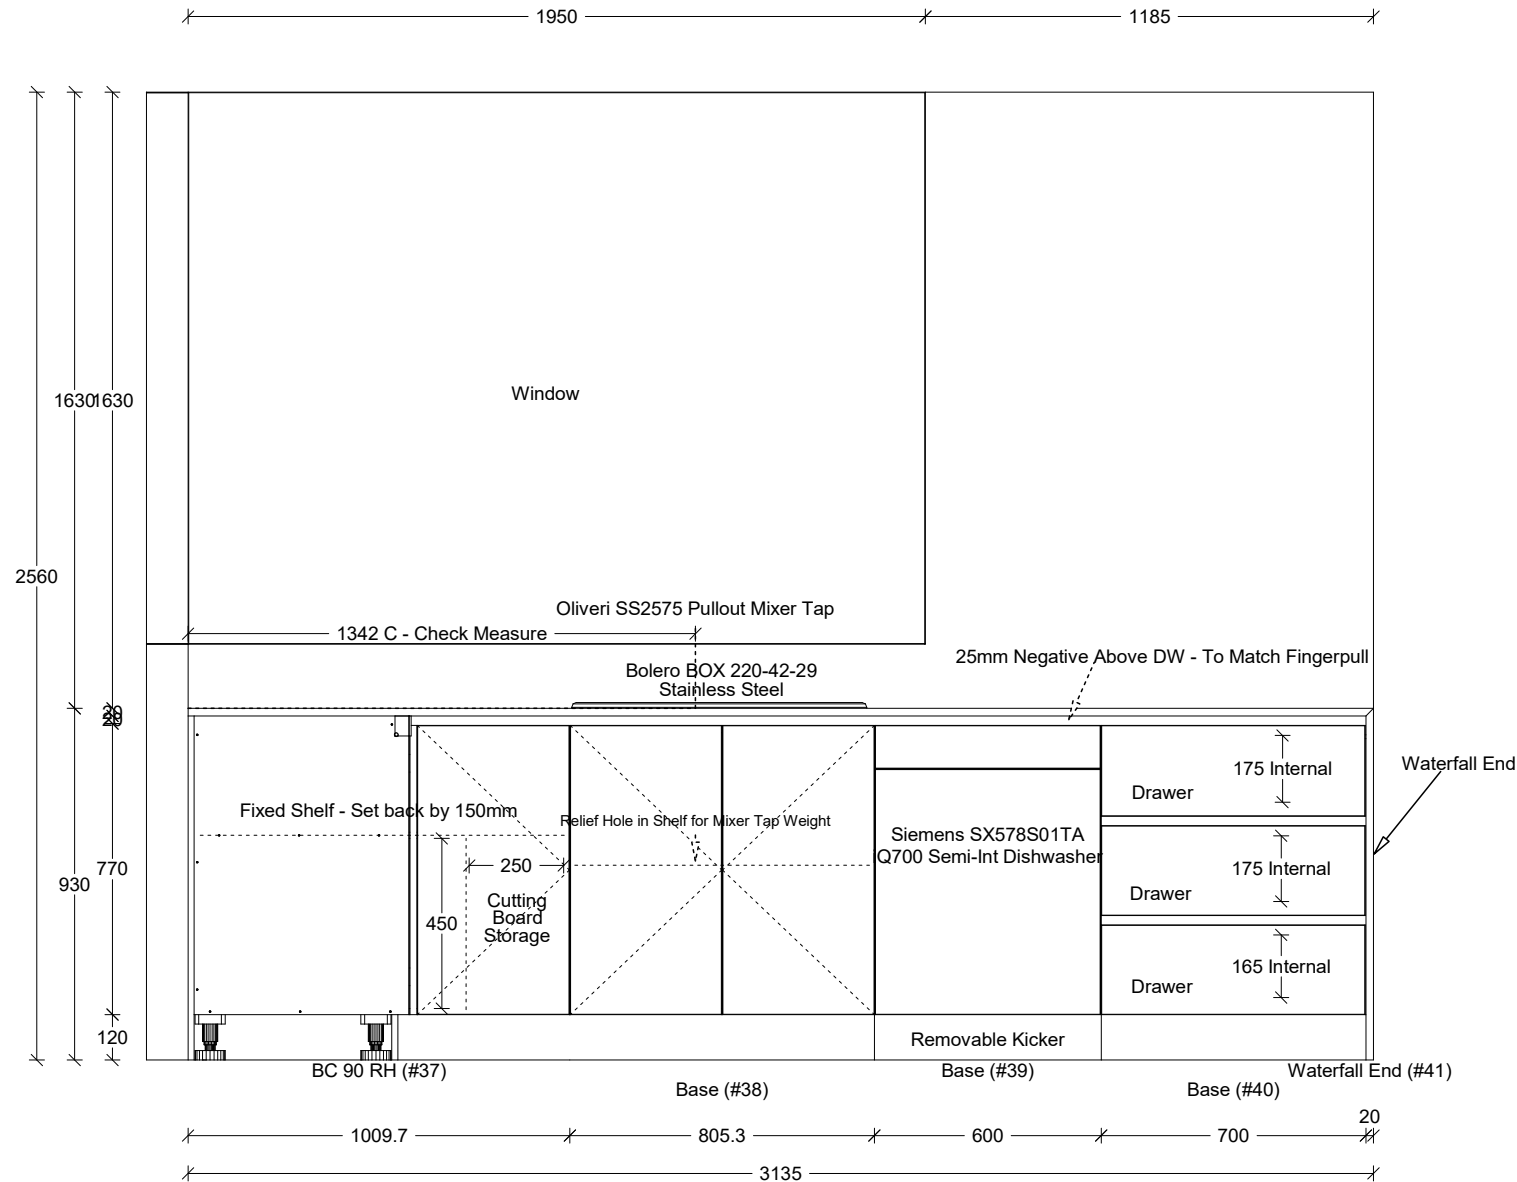 1950
1185
1630
1630
Window
2560
Oliveri SS2575 Pullout Mixer Tap
1342 C - Check Measure
25mm Negative Above DW - To Match Fingerpull
Bolero BOX 220-42-29
Stainless Steel
20
20
Waterfall End
175 Internal
Drawer
Fixed Shelf - Set back by 150mm
Relief Hole in Shelf for Mixer Tap Weight
Siemens SX578S01TA
Q700 Semi-Int Dishwasher
250
770
175 Internal
930
Drawer
Cutting
Board
Storage
450
165 Internal
Drawer
120
Removable Kicker
BC 90 RH (#37)
Base (#39)
Waterfall End (#41)
Base (#38)
Base (#40)
20
1009.7
805.3
600
700
3135